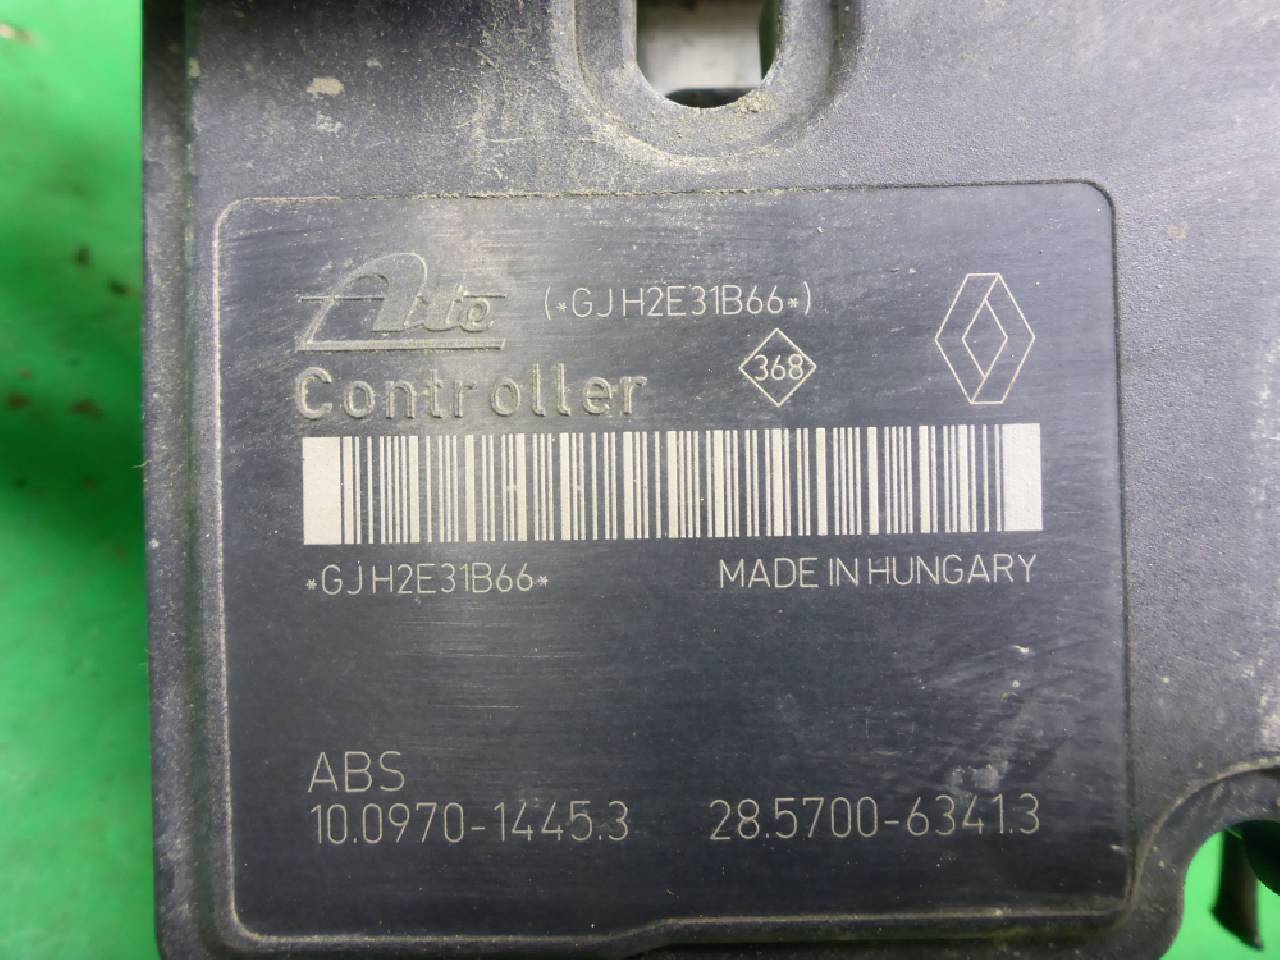 Ate (*GJH2E31B66*)
368
Controller
*GJH2E31B66* MADE IN HUNGARY
ABS
10.0970-1445.3 28.5700-6341.3